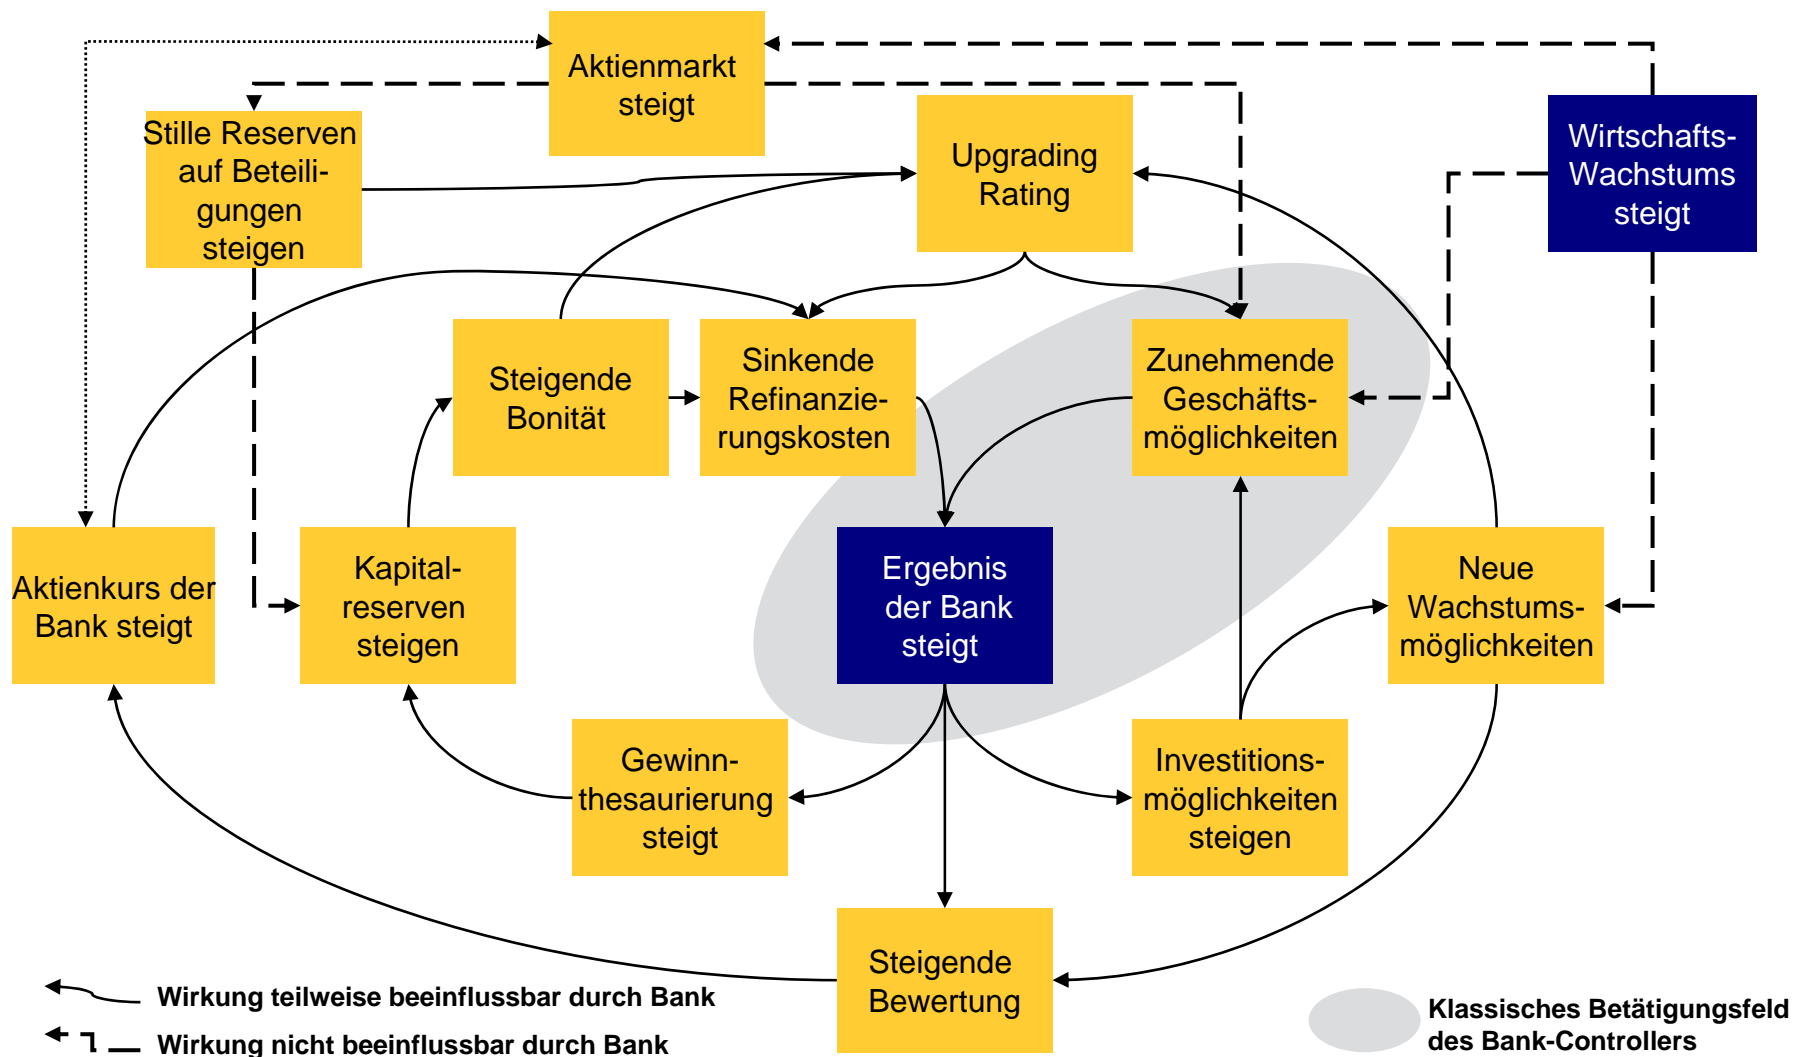 Aktienmarkt
steigt
Stille Reserven
auf Beteili-
gungen
steigen
Upgrading
Rating
Wirtschafts-
Wachstums
steigt
Steigende
Bonität
Sinkende
Refinanzie-
rungskosten
Zunehmende
Geschäfts-
möglichkeiten
Aktienkurs der
Bank steigt
Kapital-
reserven
steigen
Ergebnis
der Bank
steigt
Neue
Wachstums-
möglichkeiten
Gewinn-
thesaurierung
steigt
Investitions-
möglichkeiten
steigen
Steigende
Bewertung
Wirkung teilweise beeinflussbar durch Bank
Wirkung nicht beeinflussbar durch Bank
Klassisches Betätigungsfeld
des Bank-Controllers